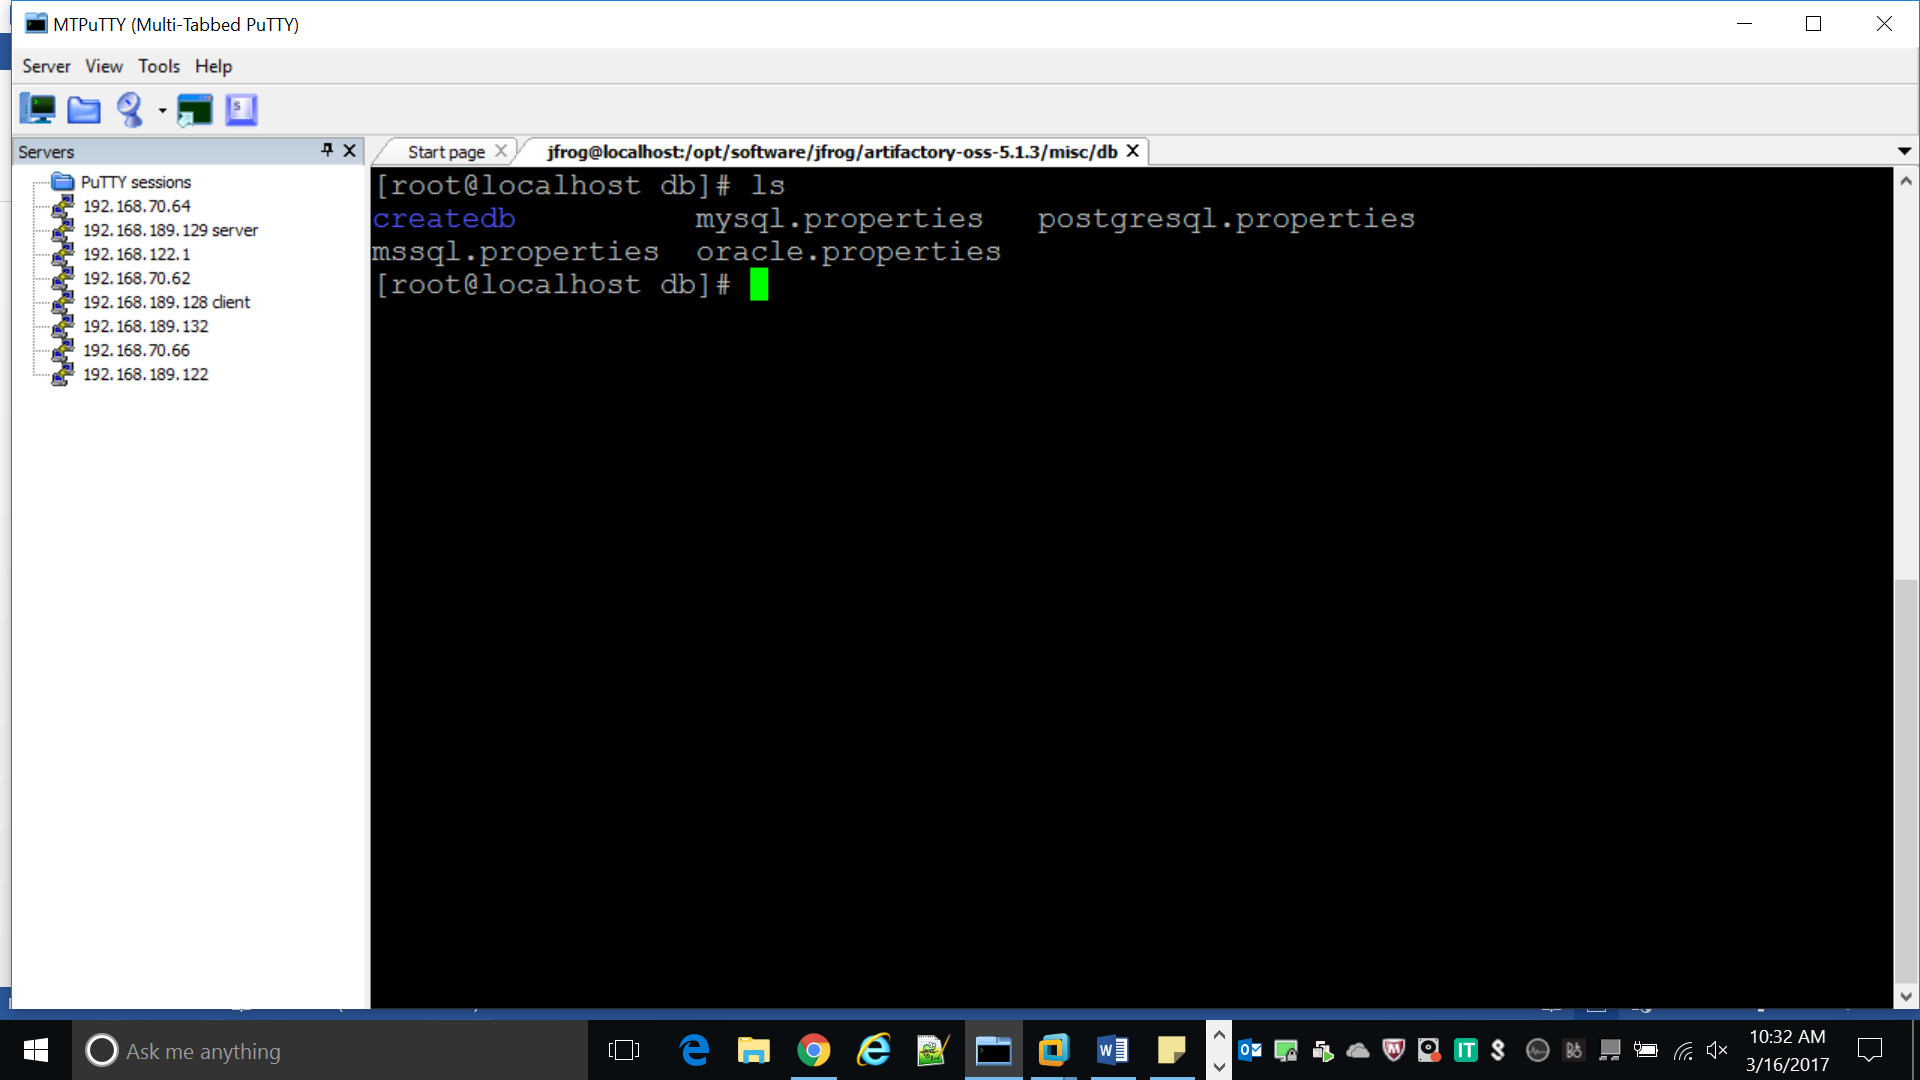 MTPuTTY (Multi-Tabbed PuTTY)
Server View Tools Help
Servers
PuTTY sessions
192.168.70.64
192.168.189.129 server
192.168.122.1
192.168.70.62
192.168.189.128 client
192.168.189.132
192.168.70.66
192.168.189.122
Start page
jfrog@localhost:/opt/software/jfrog/artifactory-oss-5.1.3/misc/db
[root@localhost db]# ls
createdb mysql.properties postgresql.properties
mssql.properties oracle.properties
[root@localhost db]#
Ask me anything
10:32 AM
3/16/2017